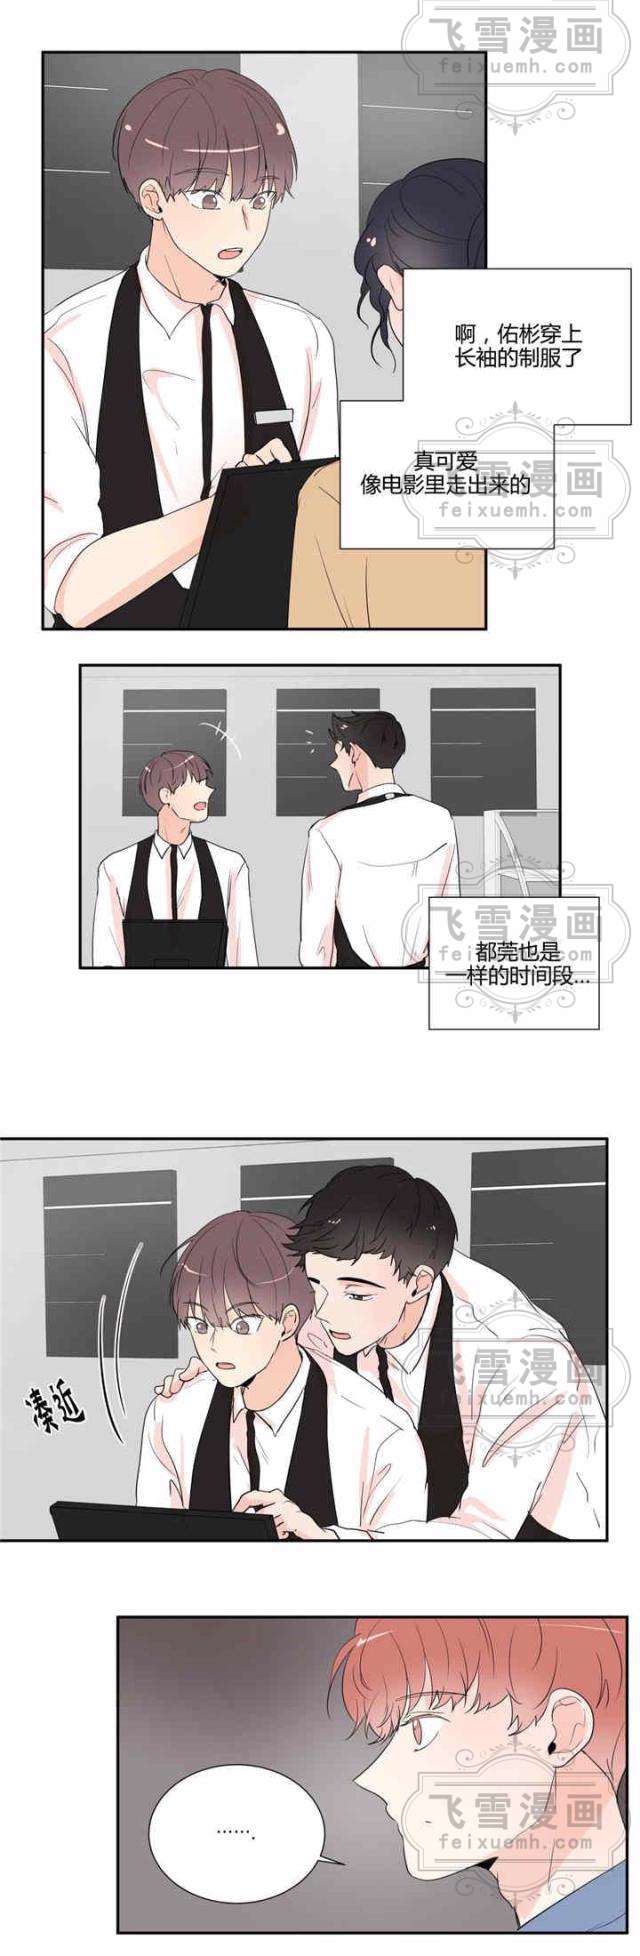 飞雪漫画
feixuemh.com
啊，佑彬穿上
长袖的制服了
真可爱
像电影里走出来的
飞雪漫画
feixuemh.com
飞雪漫画
feixuemh.com
都莞也是
一样的时间段...
凑近
飞雪漫画
feixuemh.com
…….
飞雪漫画
feixuemh.com